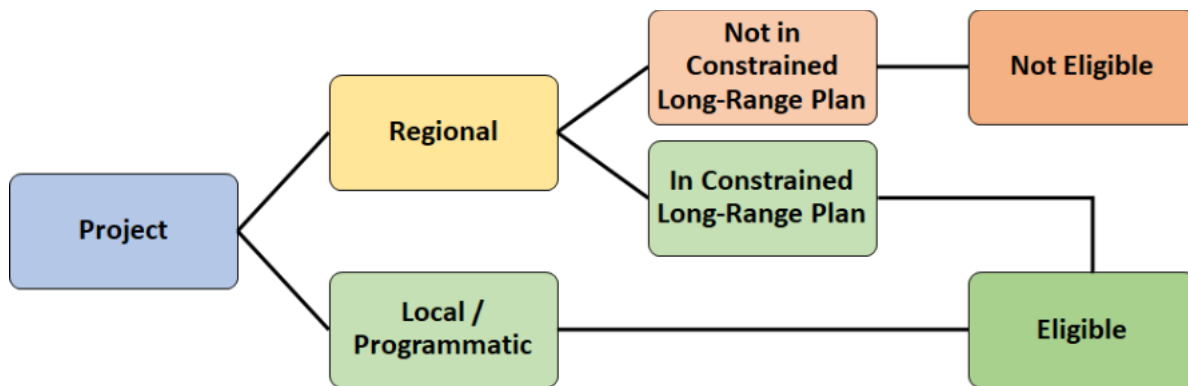 Not in
Constrained
Long-Range Plan
Not Eligible
Regional
In Constrained
Long-Range Plan
Project
Local /
Programmatic
Eligible